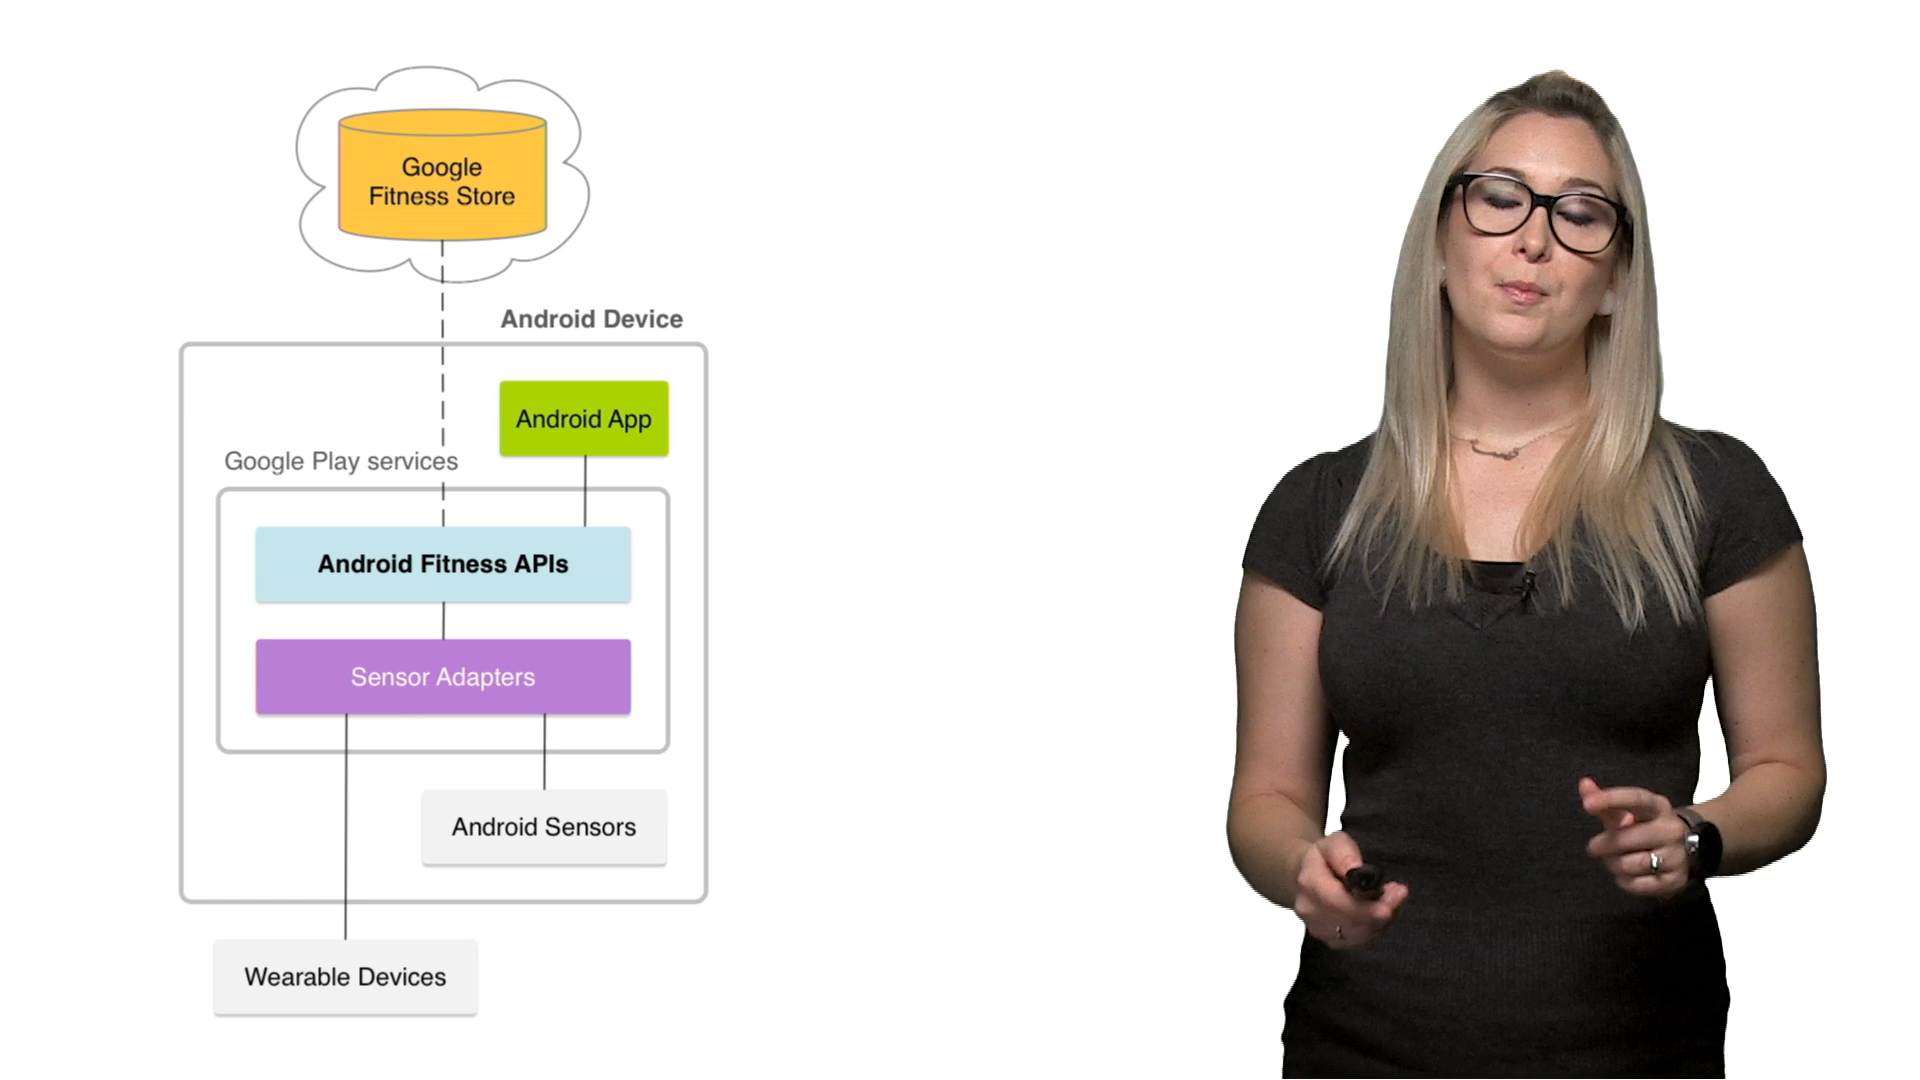 Google
Fitness Store
Android Device
Android App
Google Play services
Android Fitness APIs
Sensor Adapters
Android Sensors
Wearable Devices